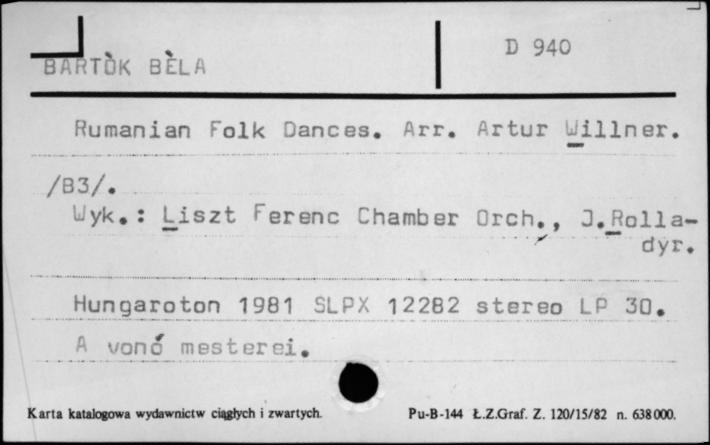 D 940
BARTÒK BÈLA
Rumanian Folk Dances. Arr. Artur Willner.
/B3/.
Wyk.: Liszt Ferenc Chamber Orch., J.Rolla-
dyr.
Hungaroton 1981 SLPX 12282 stereo LP 30.
A vonó mesterei.
Karta katalogowa wydawnictw ciągłych i zwartych. Pu-B-144 Ł.Z.Graf. Z. 120/15/82 n. 638000.